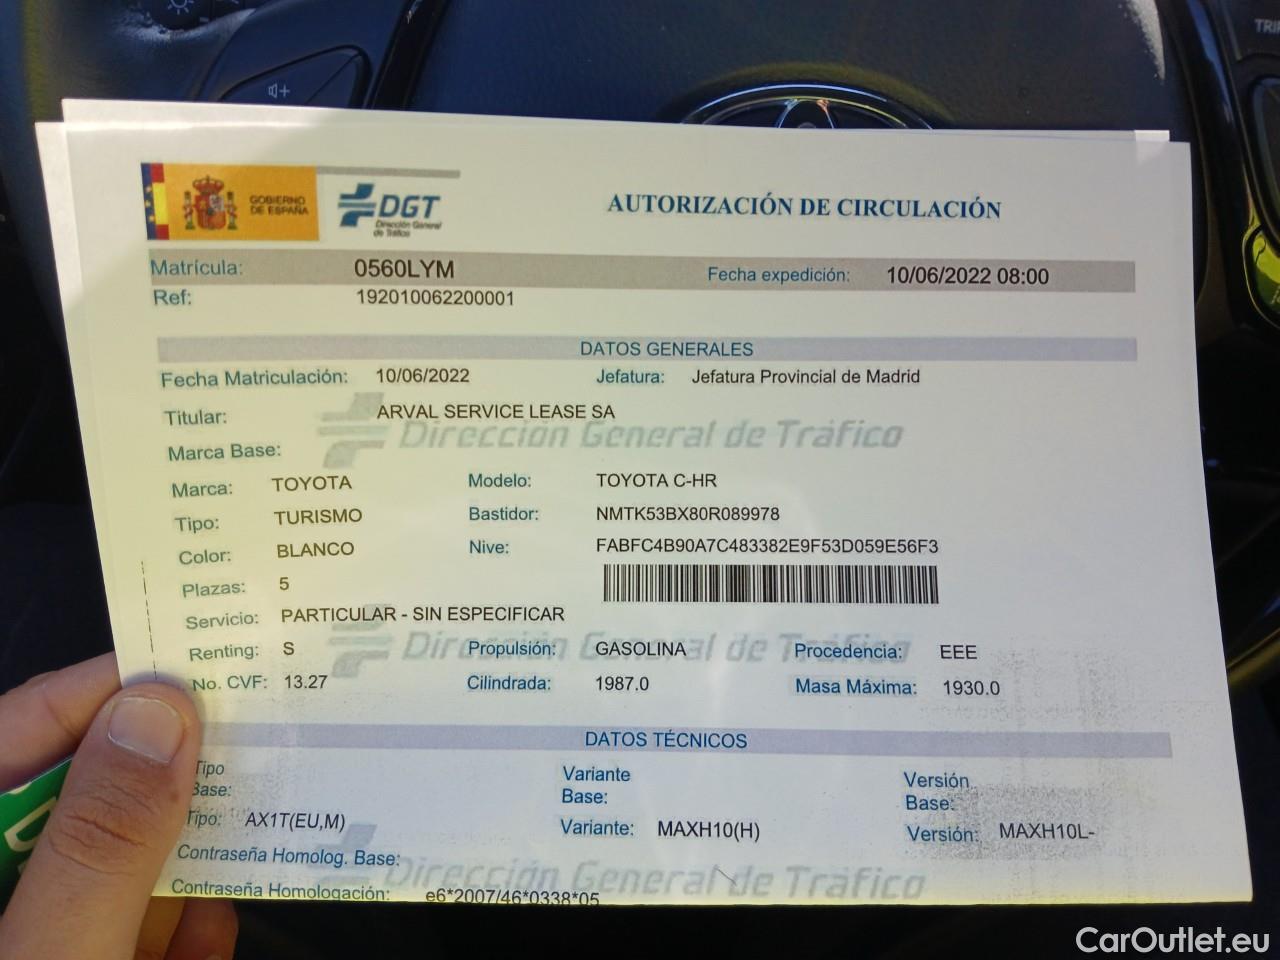 GOBIERNO
DE ESPAÑA
DGT
Dirección General
de Tráfico
AUTORIZACIÓN DE CIRCULACIÓN
Matrícula: 0560LYM Fecha expedición: 10/06/2022 08:00
Ref: 192010062200001
DATOS GENERALES
Fecha Matriculación: 10/06/2022 Jefatura: Jefatura Provincial de Madrid
Titular: ARVAL SERVICE LEASE SA
Dirección General de Tráfico
Marca Base:
Marca: TOYOTA Modelo: TOYOTA C-HR
Tipo: TURISMO Bastidor: NMTK53BX80R089978
Color: BLANCO Nive: FABFC4B90A7C483382E9F53D059E56F3
Plazas: 5
Servicio: PARTICULAR - SIN ESPECIFICAR
Dirección General de Tráfico
Renting: S Propulsión: GASOLINA Procedencia: EEE
No. CVF: 13.27 Cilindrada: 1987.0 Masa Máxima: 1930.0
DATOS TÉCNICOS
Tipo Variante Versión
Base: Base: Base:
Tipo: AX1T(EU,M) Variante: MAXH10(H) Versión: MAXH10L-
Contraseña Homolog. Base:
Dirección General de Tráfico
Contraseña Homologación: e6*2007/46*0338*05
CarOutlet.eu